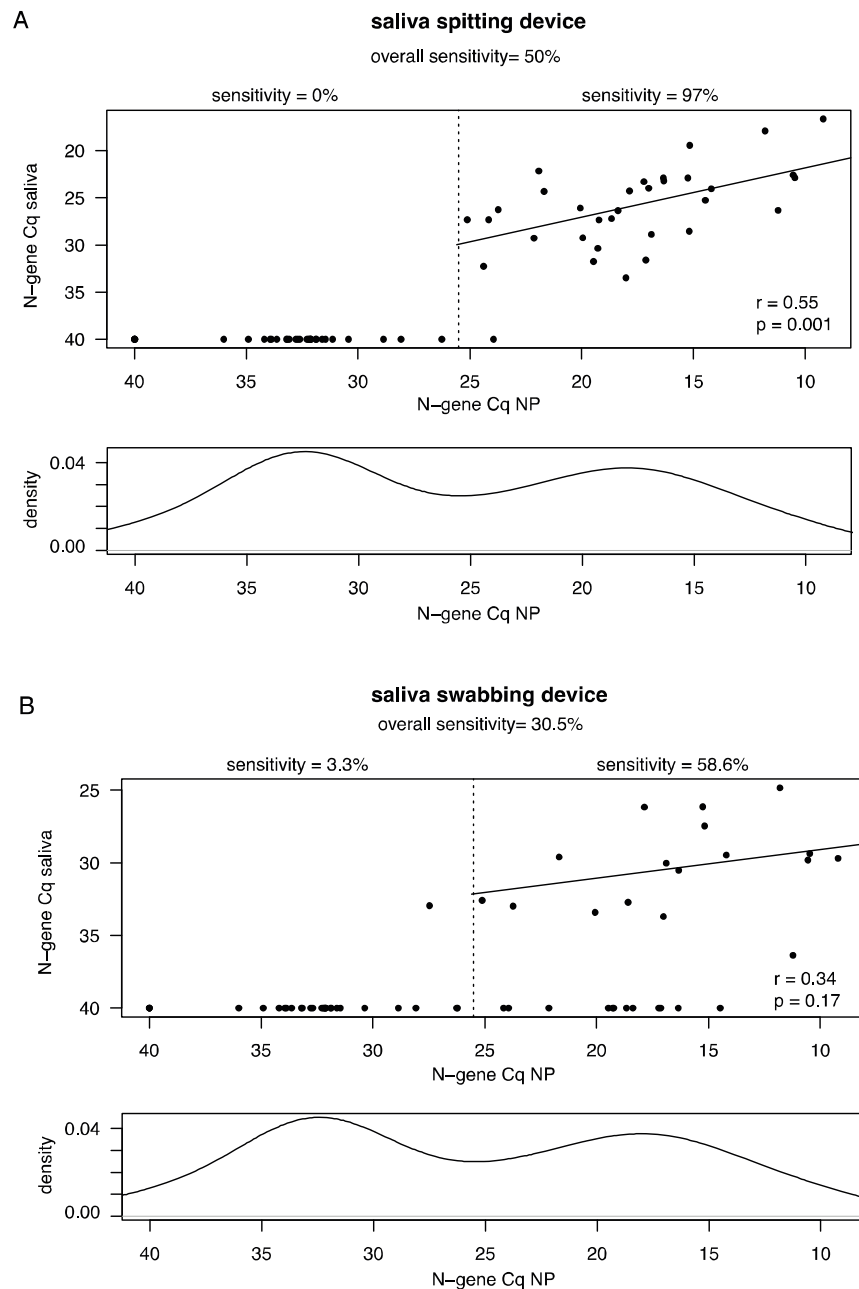 A
saliva spitting device
overall sensitivity= 50%
sensitivity = 0%
sensitivity = 97%
N−gene Cq saliva
20
25
30
35
40
r = 0.55
p = 0.001
40 35 30 25 20 15 10
N−gene Cq NP
density
0.04
0.00
40 35 30 25 20 15 10
N−gene Cq NP
B
saliva swabbing device
overall sensitivity= 30.5%
sensitivity = 3.3%
sensitivity = 58.6%
N−gene Cq saliva
25
30
35
40
r = 0.34
p = 0.17
40 35 30 25 20 15 10
N−gene Cq NP
density
0.04
0.00
40 35 30 25 20 15 10
N−gene Cq NP